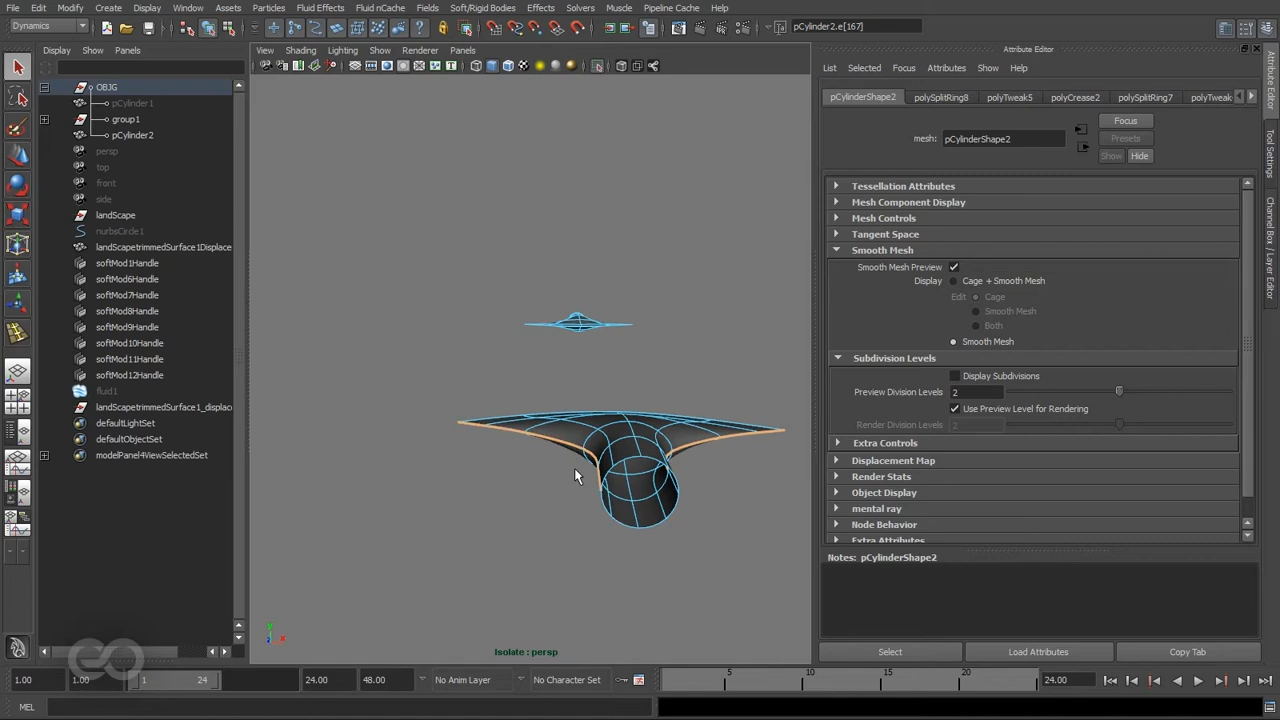 File Edit Modify Create Display Window Assets Particles Fluid Effects Fluid nCache Fields Soft/Rigid Bodies Effects Solvers Muscle Pipeline Cache Help
Dynamics
pCylinder2.e[167]
Display Show Panels
View Shading Lighting Show Renderer Panels
Attribute Editor
List Selected Focus Attributes Show Help
OBJG
pCylinder1
group1
pCylinder2
persp
top
front
side
landScape
nurbsCircle1
landScapetrimmedSurface1Displace
softMod1Handle
softMod6Handle
softMod7Handle
softMod8Handle
softMod9Handle
softMod10Handle
softMod11Handle
softMod12Handle
fluid1
landScapetrimmedSurface1_displac
defaultLightSet
defaultObjectSet
modelPanel4ViewSelectedSet
Isolate : persp
pCylinderShape2 polySplitRing8 polyTweak5 polyCrease2 polySplitRing7 polyTweak
Focus
mesh: pCylinderShape2
Presets
Show Hide
Tessellation Attributes
Mesh Component Display
Mesh Controls
Tangent Space
Smooth Mesh
Smooth Mesh Preview
Display Cage + Smooth Mesh
Edit Cage
Smooth Mesh
Both
Smooth Mesh
Subdivision Levels
Display Subdivisions
Preview Division Levels 2
Use Preview Level for Rendering
Render Division Levels 2
Extra Controls
Displacement Map
Render Stats
Object Display
mental ray
Node Behavior
Extra Attributes
Notes: pCylinderShape2
Select Load Attributes Copy Tab
Attribute Editor
Tool Settings
Channel Box / Layer Editor
1.00 1.00 1 24 24.00 48.00 No Anim Layer No Character Set 5 10 15 20 24.00
MEL